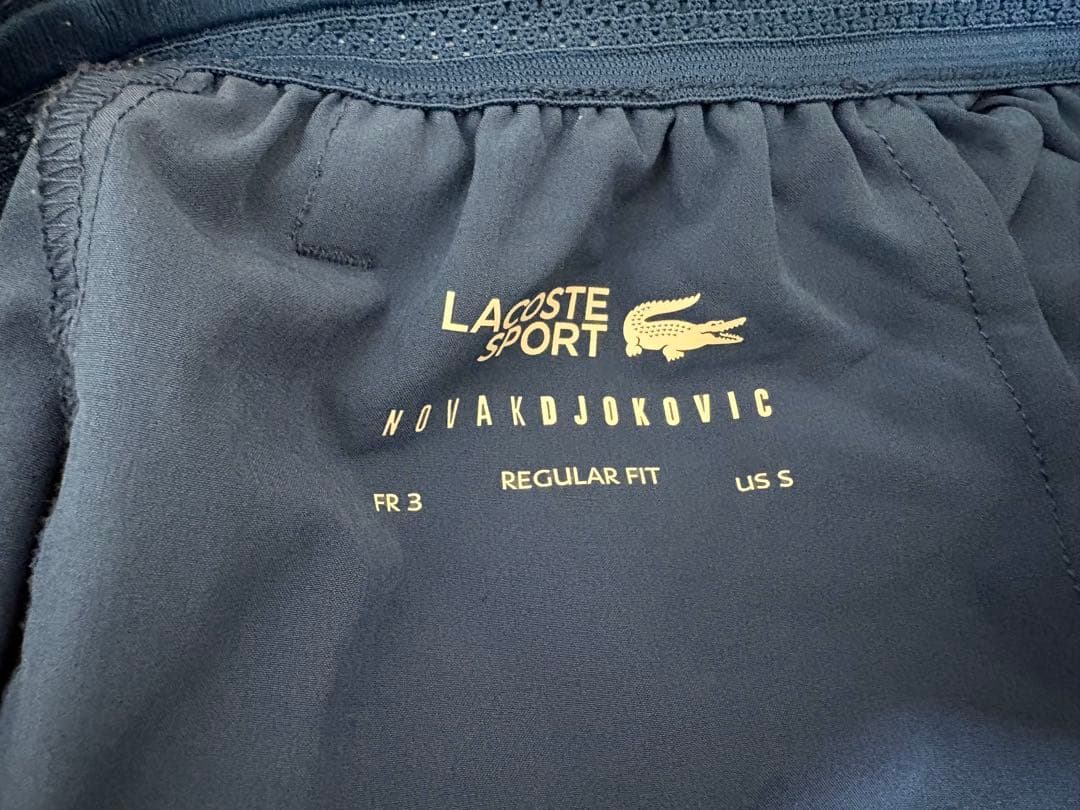 LACOSTE
SPORT
NOVAKDJOKOVIC
REGULAR FIT
FR 3
US S